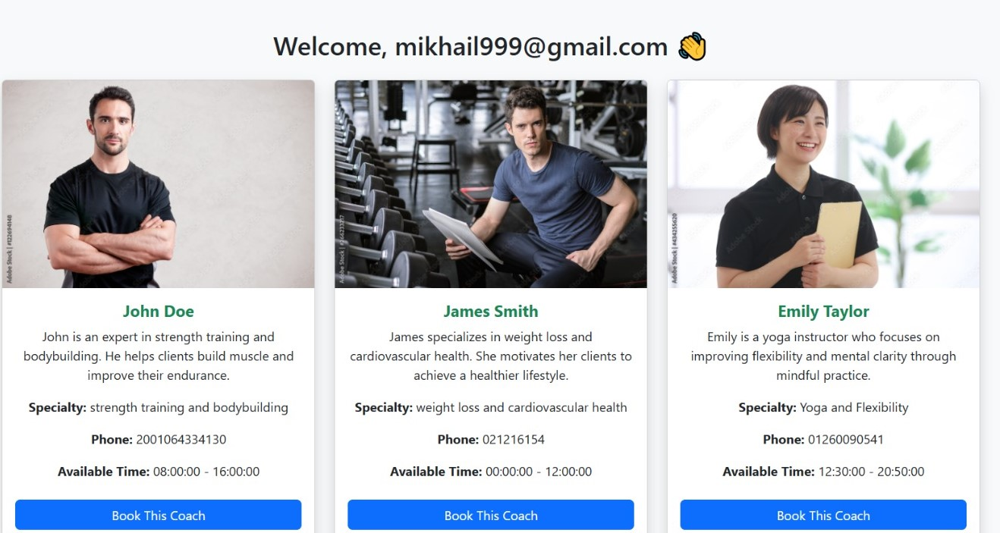 Welcome, mikhail999@gmail.com 👋
Adobe Stock | #122694148
John Doe
John is an expert in strength training and
bodybuilding. He helps clients build muscle and
improve their endurance.
Specialty: strength training and bodybuilding
Phone: 2001064334130
Available Time: 08:00:00 - 16:00:00
Book This Coach
Adobe Stock |
James Smith
James specializes in weight loss and
cardiovascular health. She motivates her clients to
achieve a healthier lifestyle.
Specialty: weight loss and cardiovascular health
Phone: 021216154
Available Time: 00:00:00 - 12:00:00
Book This Coach
Adobe Stock | #434255620
Emily Taylor
Emily is a yoga instructor who focuses on
improving flexibility and mental clarity through
mindful practice.
Specialty: Yoga and Flexibility
Phone: 01260090541
Available Time: 12:30:00 - 20:50:00
Book This Coach